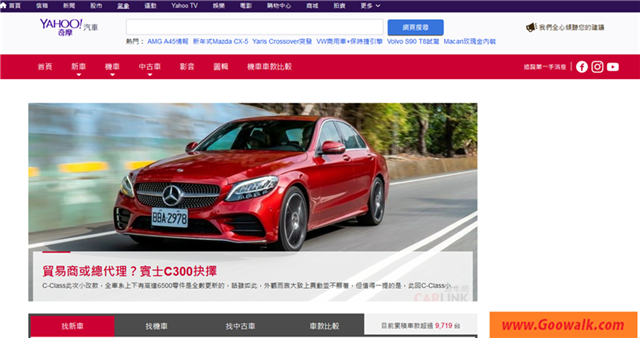 首頁 信箱 新聞 股市 氣象 運動 Yahoo TV 娛樂 電影 購物中心 商城 拍賣 更多
YAHOO! 奇摩 汽車
網頁搜尋
我們全心傾聽您的建議
熱門： AMG A45情報 新年式Mazda CX-5 Yaris Crossover突發 VW商用車+保時捷引擎 Volvo S90 T8試駕 Macan玫瑰金內裝
首頁 新車 機車 中古車 影音 圖輯 機車車款比較
追蹤第一手消息
BBA-2978
貿易商或總代理？賓士C300抉擇
C-Class此次小改款，全車系上下有高達6500零件是全新更新的，話雖如此，外觀而言大致上異動並不顯著，但值得一提的是，此回C-Class小
CARLINK
找新車 找機車 找中古車 車款比較 目前累積車款超過 9,719 台
www.Goowalk.com